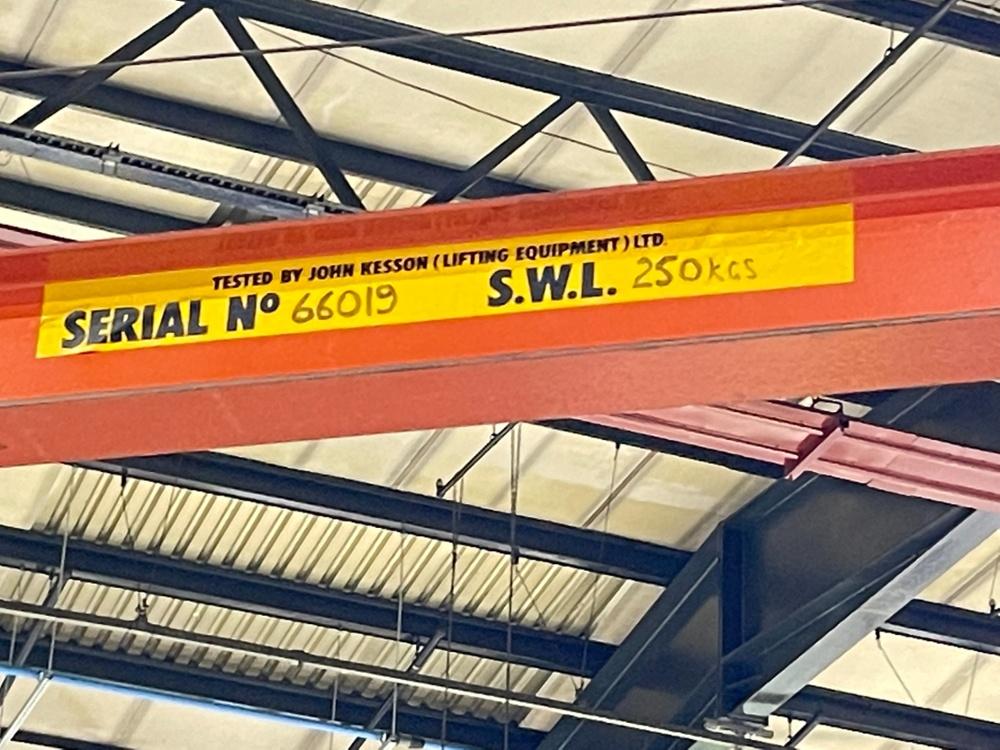 TESTED BY JOHN KESSON (LIFTING EQUIPMENT) LTD.
SERIAL Nº 66019 S.W.L. 250KGS